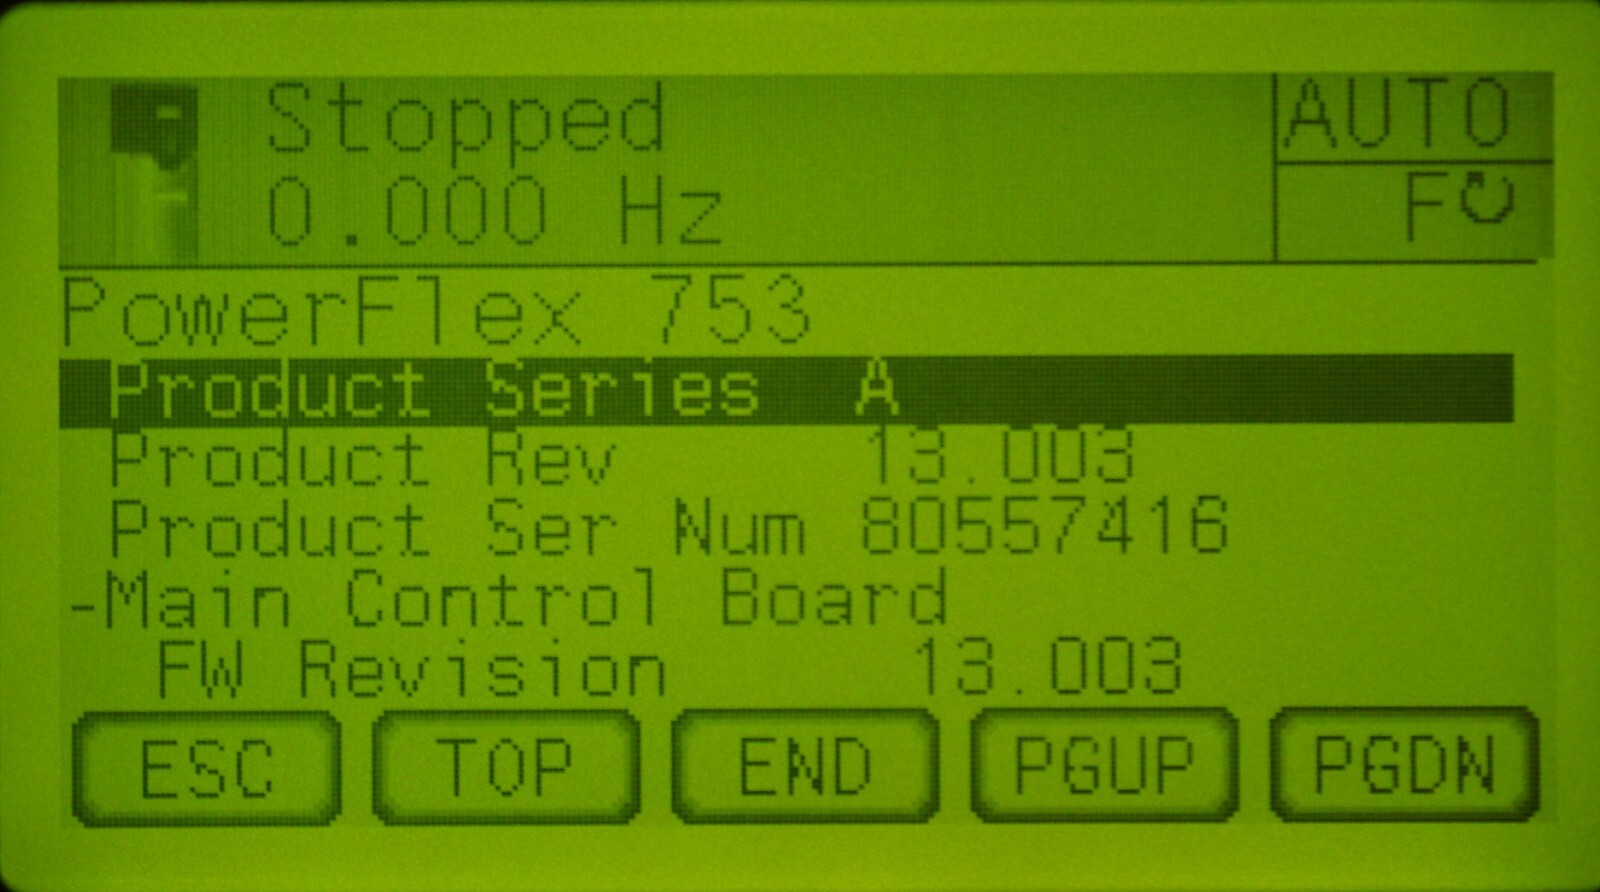 Stopped
AUTO
0.000 Hz
F
PowerFlex 753
Product Series A
Product Rev 13.003
Product Ser Num 80557416
-Main Control Board
FW Revision 13.003
ESC TOP END PGUP PGDN